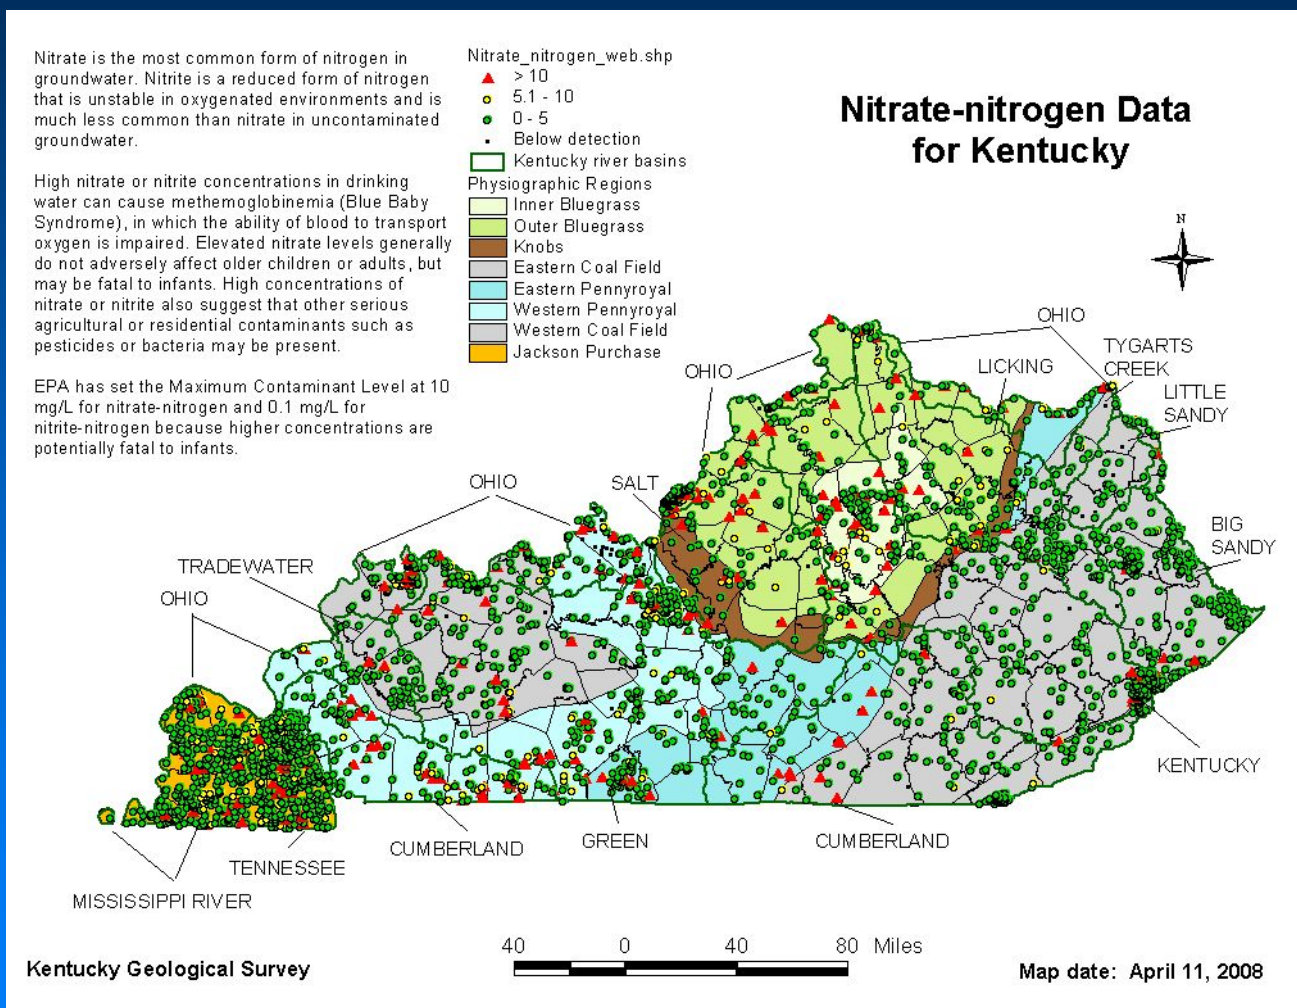 Nitrate is the most common form of nitrogen in
groundwater. Nitrite is a reduced form of nitrogen
that is unstable in oxygenated environments and is
much less common than nitrate in uncontaminated
groundwater.
High nitrate or nitrite concentrations in drinking
water can cause methemoglobinemia (Blue Baby
Syndrome), in which the ability of blood to transport
oxygen is impaired. Elevated nitrate levels generally
do not adversely affect older children or adults, but
may be fatal to infants. High concentrations of
nitrate or nitrite also suggest that other serious
agricultural or residential contaminants such as
pesticides or bacteria may be present.
EPA has set the Maximum Contaminant Level at 10
mg/L for nitrate-nitrogen and 0.1 mg/L for
nitrite-nitrogen because higher concentrations are
potentially fatal to infants.
Nitrate_nitrogen_web.shp
> 10
5.1 - 10
0 - 5
Below detection
Kentucky river basins
Physiographic Regions
Inner Bluegrass
Outer Bluegrass
Knobs
Eastern Coal Field
Eastern Pennyroyal
Western Pennyroyal
Western Coal Field
Jackson Purchase
Nitrate-nitrogen Data
for Kentucky
N
OHIO
TYGARTS
CREEK
LICKING
OHIO
LITTLE
SANDY
OHIO
SALT
BIG
SANDY
TRADEWATER
OHIO
KENTUCKY
CUMBERLAND
GREEN
CUMBERLAND
TENNESSEE
MISSISSIPPI RIVER
40 0 40 80 Miles
Kentucky Geological Survey
Map date: April 11, 2008